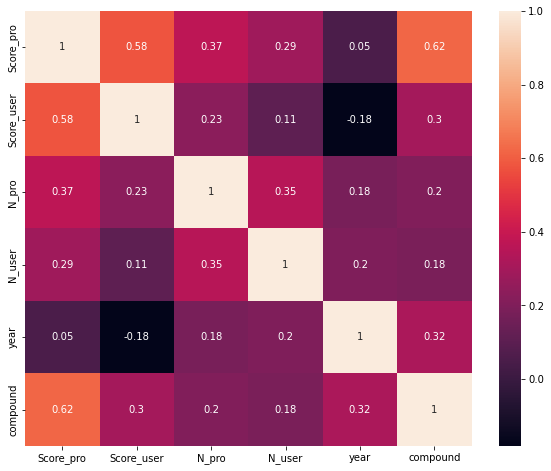 Score_pro 1 0.58 0.37 0.29 0.05 0.62
Score_user 0.58 1 0.23 0.11 -0.18 0.3
N_pro 0.37 0.23 1 0.35 0.18 0.2
N_user 0.29 0.11 0.35 1 0.2 0.18
year 0.05 -0.18 0.18 0.2 1 0.32
compound 0.62 0.3 0.2 0.18 0.32 1
Score_pro Score_user N_pro N_user year compound
1.0
0.8
0.6
0.4
0.2
0.0